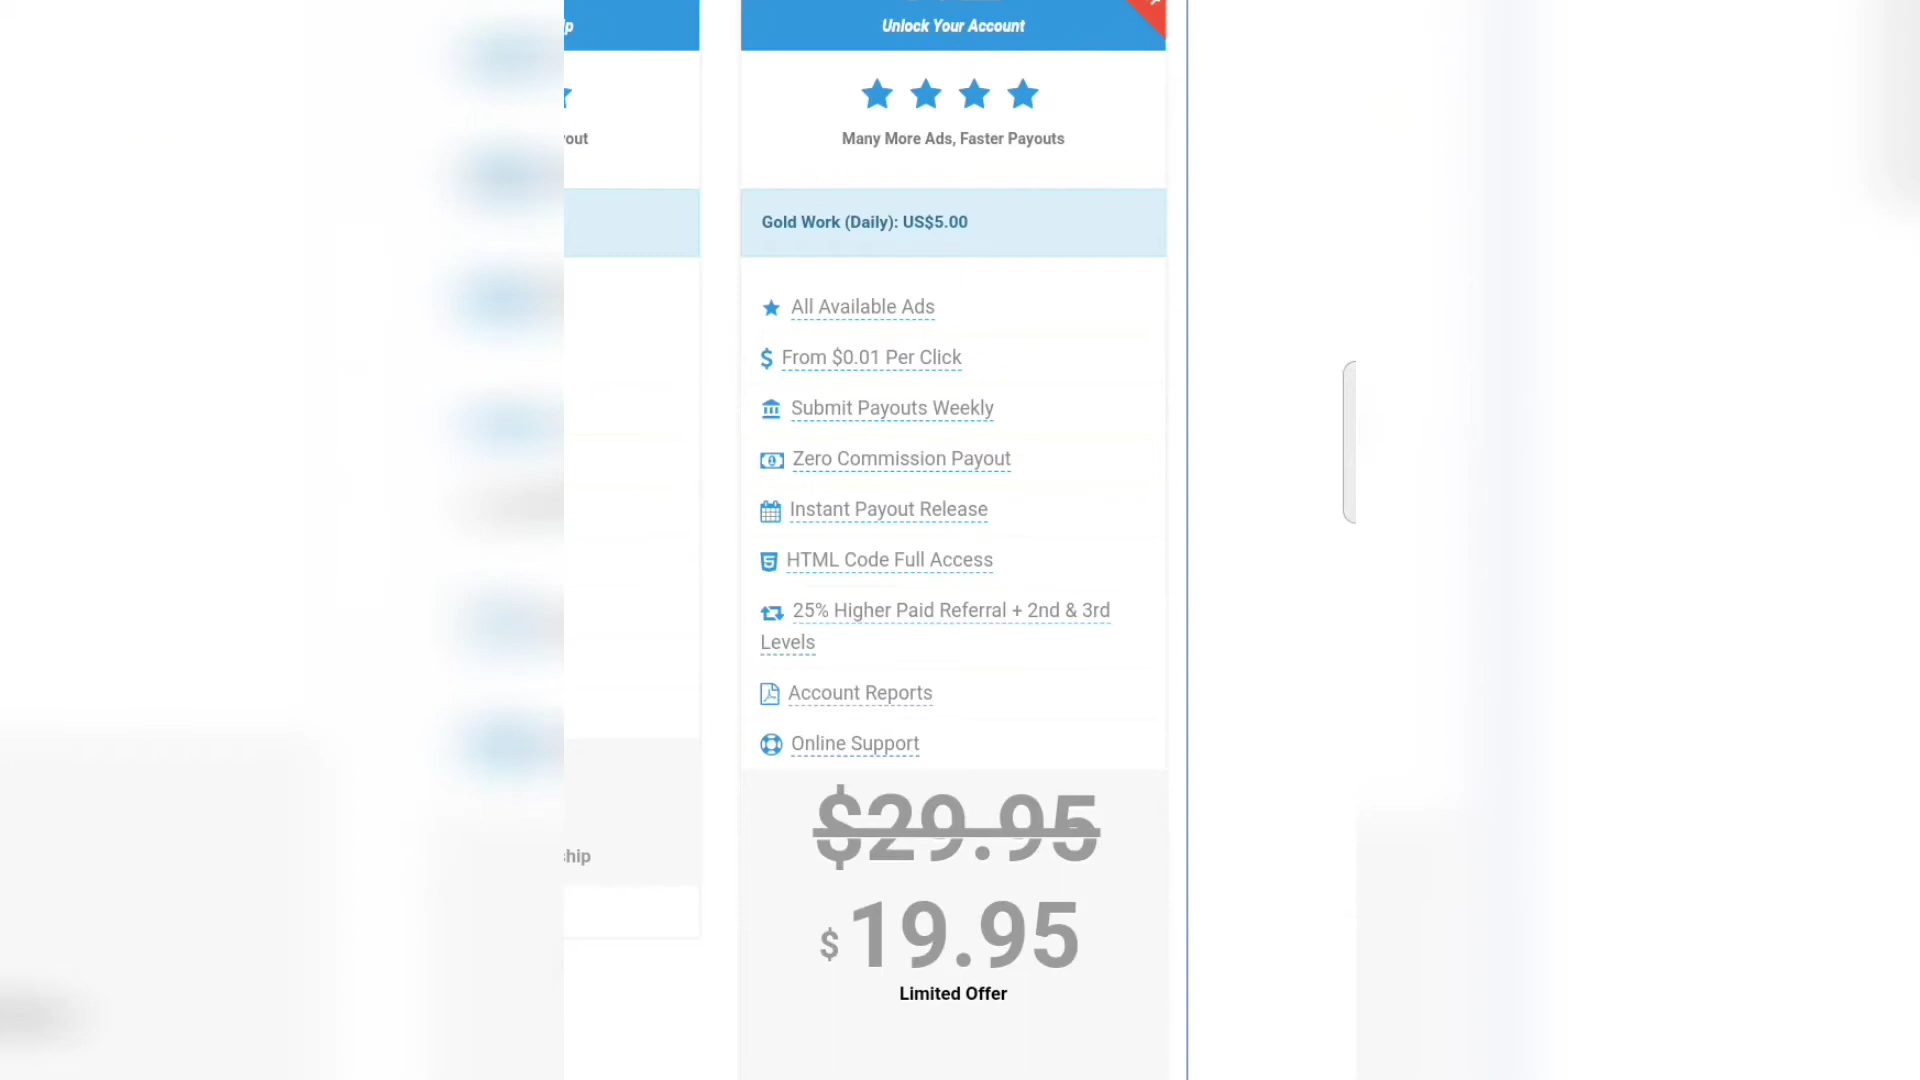 Unlock Your Account
Many More Ads, Faster Payouts
Gold Work (Daily): US$5.00
All Available Ads
From $0.01 Per Click
Submit Payouts Weekly
Zero Commission Payout
Instant Payout Release
HTML Code Full Access
25% Higher Paid Referral + 2nd & 3rd
Levels
Account Reports
Online Support
$29.95
$19.95
Limited Offer